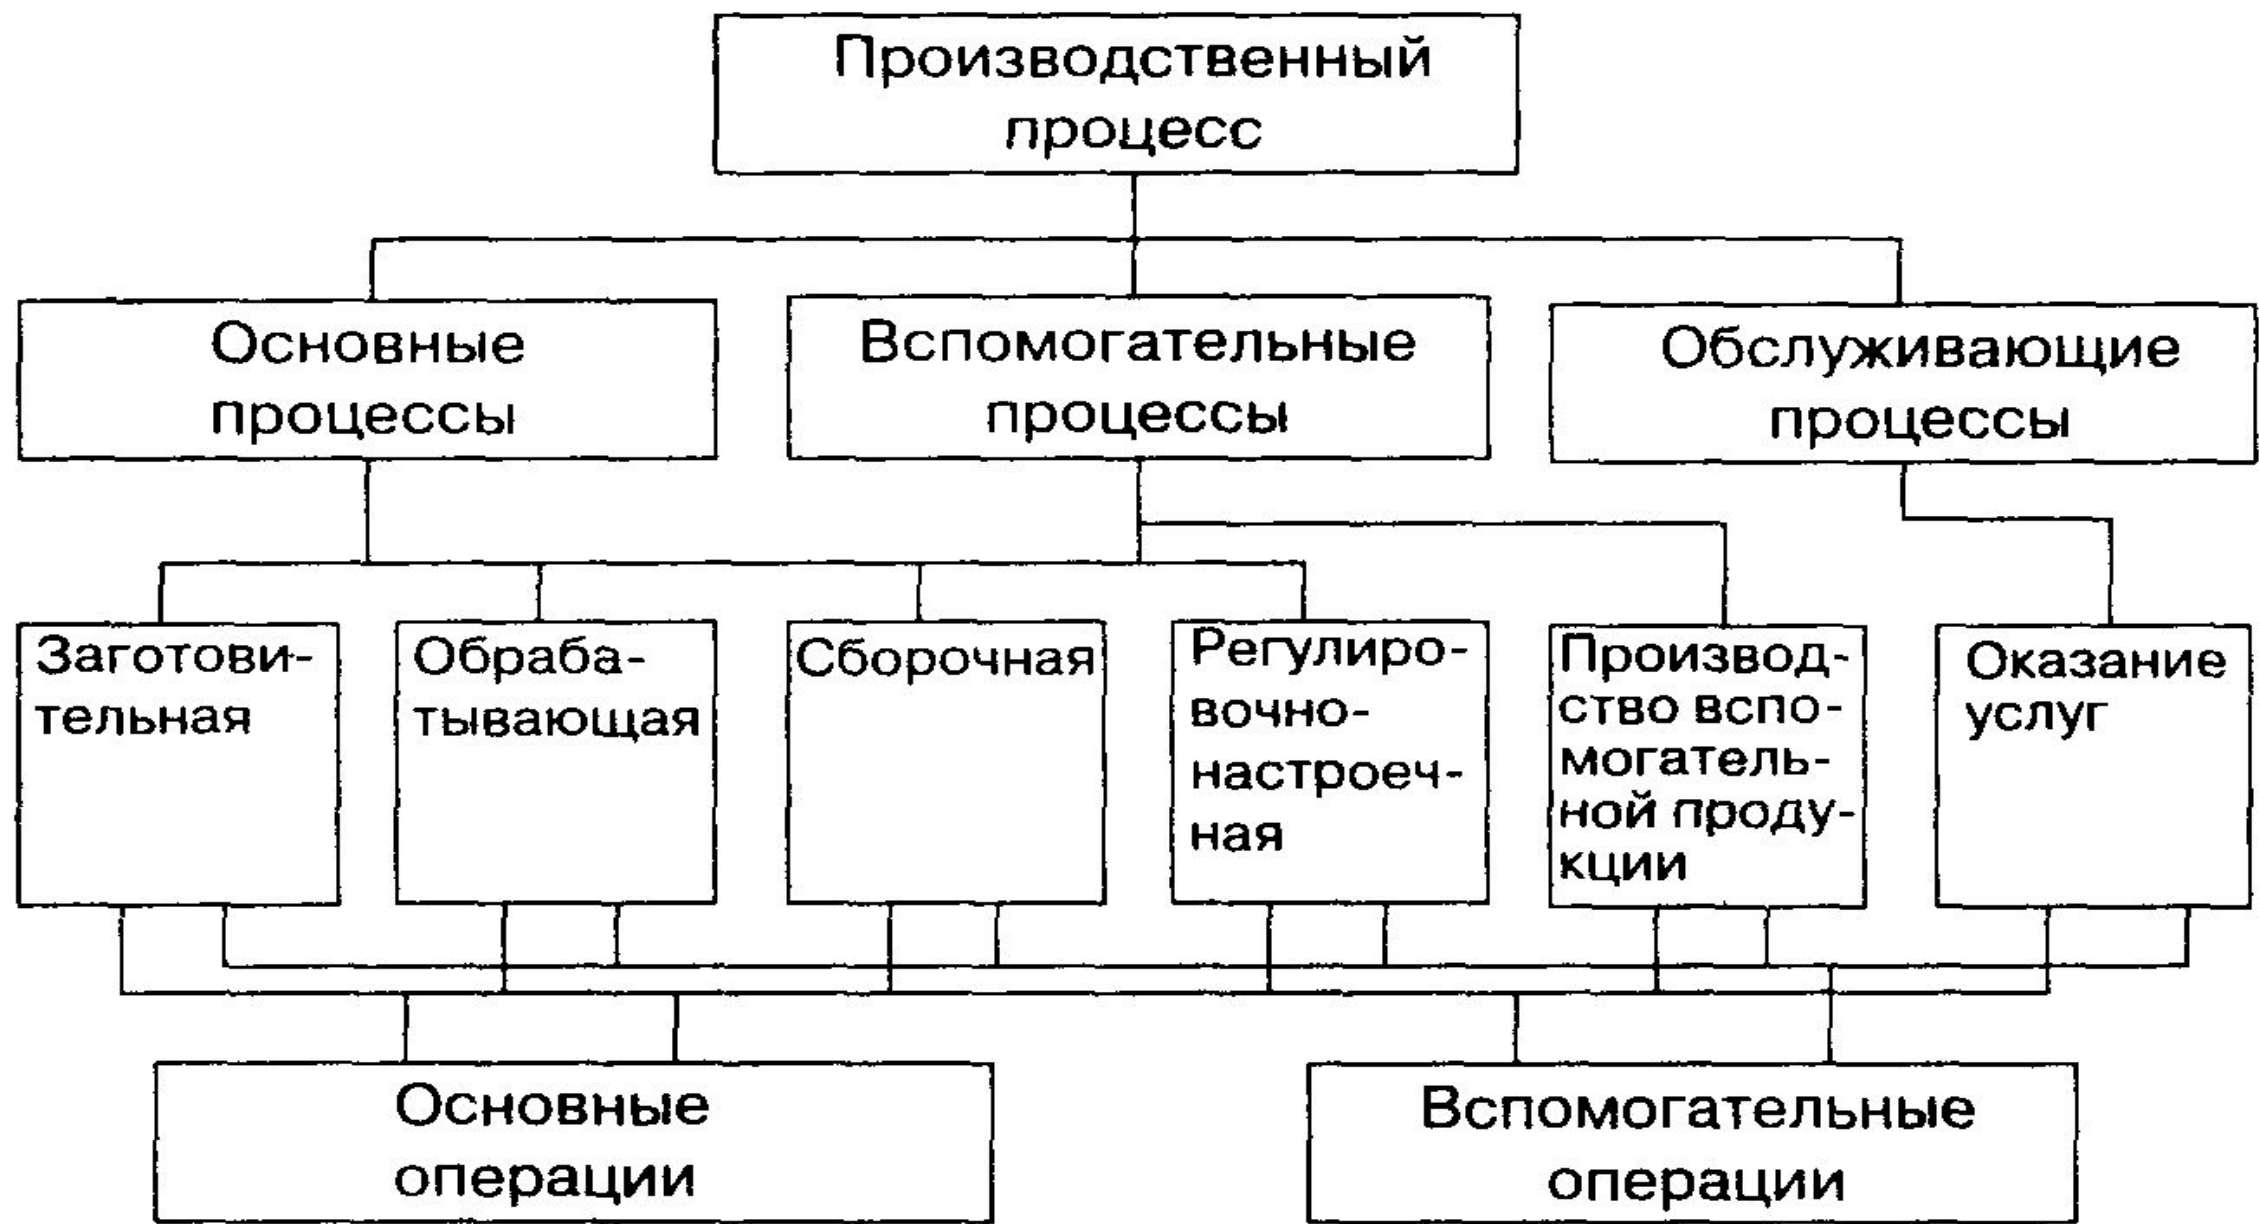 Производственный
процесс
Основные
процессы
Вспомогательные
процессы
Обслуживающие
процессы
Заготови-
тельная
Обраба-
тывающая
Сборочная
Регулиро-
вочно-
настроеч-
ная
Производ-
ство вспо-
могатель-
ной проду-
кции
Оказание
услуг
Основные
операции
Вспомогательные
операции